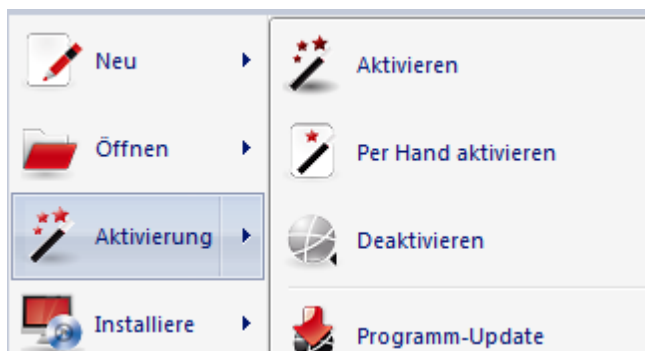 Neu
Öffnen
Aktivierung
Installiere
Aktivieren
Per Hand aktivieren
Deaktivieren
Programm-Update